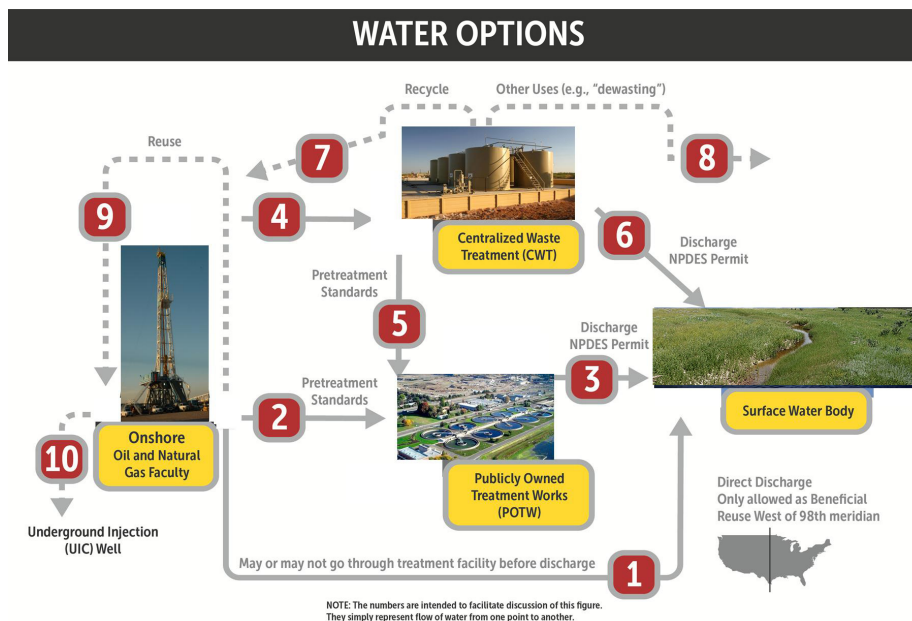 WATER OPTIONS
Recycle
Other Uses (e.g., “dewasting”)
Reuse
7
8
9
4
Centralized Waste
Treatment (CWT)
6
Discharge
NPDES Permit
Pretreatment
Standards
5
Discharge
NPDES Permit
3
Pretreatment
Standards
2
Surface Water Body
Onshore
Oil and Natural
Gas Faculty
10
Publicly Owned
Treatment Works
(POTW)
Direct Discharge
Only allowed as Beneficial
Reuse West of 98th meridian
Underground Injection
(UIC) Well
May or may not go through treatment facility before discharge
1
NOTE: The numbers are intended to facilitate discussion of this figure.
They simply represent flow of water from one point to another.